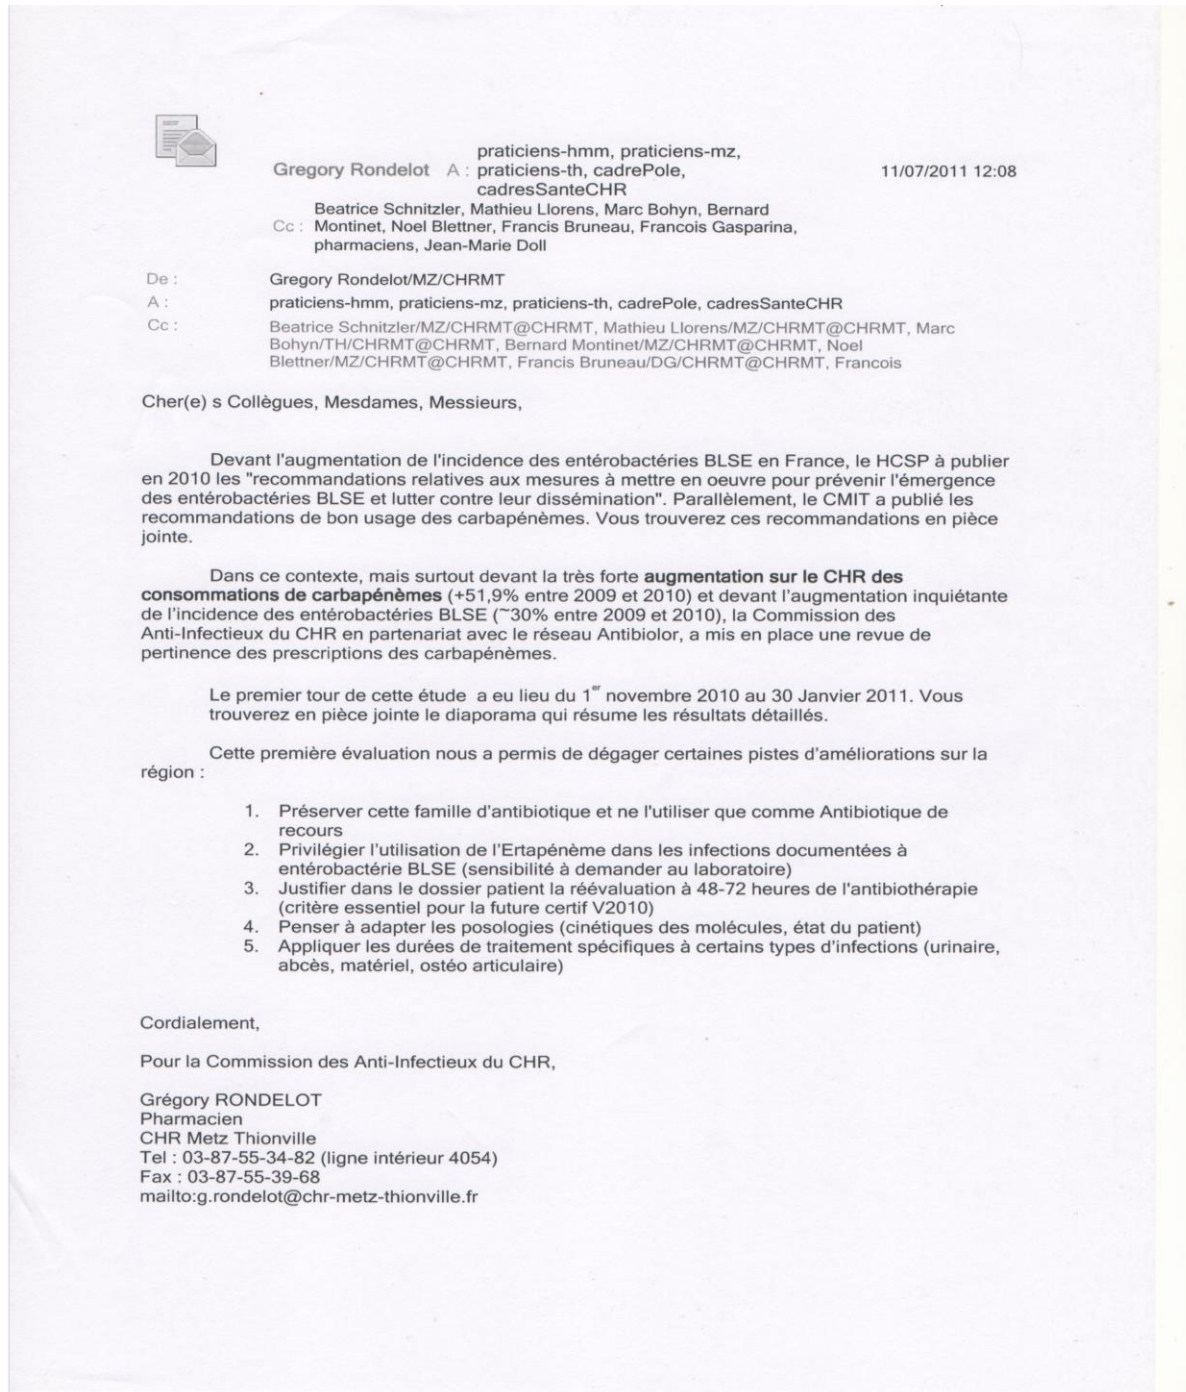 praticiens-hmm, praticiens-mz,
Gregory Rondelot A : praticiens-th, cadrePole, 11/07/2011 12:08
cadresSanteCHR
Beatrice Schnitzler, Mathieu Llorens, Marc Bohyn, Bernard
Cc : Montinet, Noel Blettner, Francis Bruneau, Francois Gasparina,
pharmaciens, Jean-Marie Doll
De : Gregory Rondelot/MZ/CHRMT
A : praticiens-hmm, praticiens-mz, praticiens-th, cadrePole, cadresSanteCHR
Cc : Beatrice Schnitzler/MZ/CHRMT@CHRMT, Mathieu Llorens/MZ/CHRMT@CHRMT, Marc
Bohyn/TH/CHRMT@CHRMT, Bernard Montinet/MZ/CHRMT@CHRMT, Noel
Blettner/MZ/CHRMT@CHRMT, Francis Bruneau/DG/CHRMT@CHRMT, Francois
Cher(e) s Collègues, Mesdames, Messieurs,
Devant l'augmentation de l'incidence des entérobactéries BLSE en France, le HCSP à publier
en 2010 les "recommandations relatives aux mesures à mettre en oeuvre pour prévenir l'émergence
des entérobactéries BLSE et lutter contre leur dissémination". Parallèlement, le CMIT a publié les
recommandations de bon usage des carbapénèmes. Vous trouverez ces recommandations en pièce
jointe.
Dans ce contexte, mais surtout devant la très forte augmentation sur le CHR des
consommations de carbapénèmes (+51,9% entre 2009 et 2010) et devant l'augmentation inquiétante
de l'incidence des entérobactéries BLSE (~30% entre 2009 et 2010), la Commission des
Anti-Infectieux du CHR en partenariat avec le réseau Antibiolor, a mis en place une revue de
pertinence des prescriptions des carbapénèmes.
Le premier tour de cette étude a eu lieu du 1er novembre 2010 au 30 Janvier 2011. Vous
trouverez en pièce jointe le diaporama qui résume les résultats détaillés.
Cette première évaluation nous a permis de dégager certaines pistes d'améliorations sur la
région :
1. Préserver cette famille d'antibiotique et ne l'utiliser que comme Antibiotique de
recours
2. Privilégier l'utilisation de l'Ertapénème dans les infections documentées à
entérobactérie BLSE (sensibilité à demander au laboratoire)
3. Justifier dans le dossier patient la réévaluation à 48-72 heures de l'antibiothérapie
(critère essentiel pour la future certif V2010)
4. Penser à adapter les posologies (cinétiques des molécules, état du patient)
5. Appliquer les durées de traitement spécifiques à certains types d'infections (urinaire,
abcès, matériel, ostéo articulaire)
Cordialement,
Pour la Commission des Anti-Infectieux du CHR,
Grégory RONDELOT
Pharmacien
CHR Metz Thionville
Tel : 03-87-55-34-82 (ligne intérieur 4054)
Fax : 03-87-55-39-68
mailto:g.rondelot@chr-metz-thionville.fr